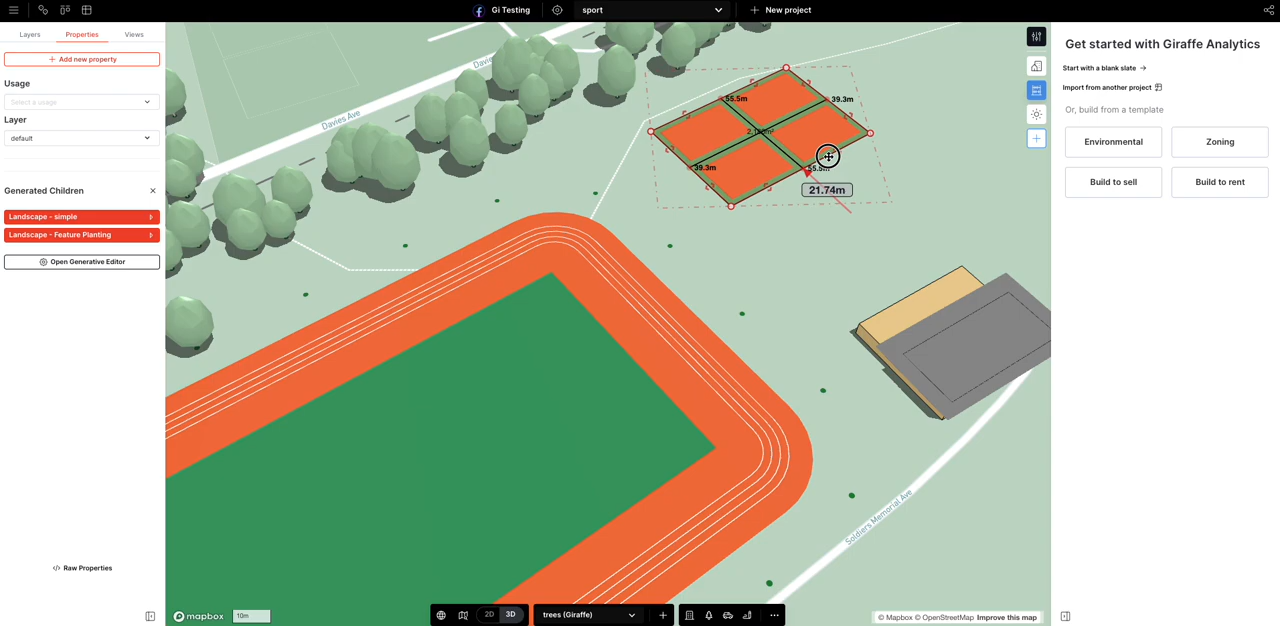 Gi Testing
sport
New project
Layers
Properties
Views
Add new property
Usage
Select a usage
Layer
default
Generated Children
Landscape - simple
Landscape - Feature Planting
Open Generative Editor
Raw Properties
Davies Ave
55.5m
39.3m
39.3m
21.74m
Soldiers Memorial Ave
mapbox
10m
2D
3D
trees (Giraffe)
© Mapbox © OpenStreetMap Improve this map
Get started with Giraffe Analytics
Start with a blank slate
Import from another project
Or, build from a template
Environmental
Zoning
Build to sell
Build to rent